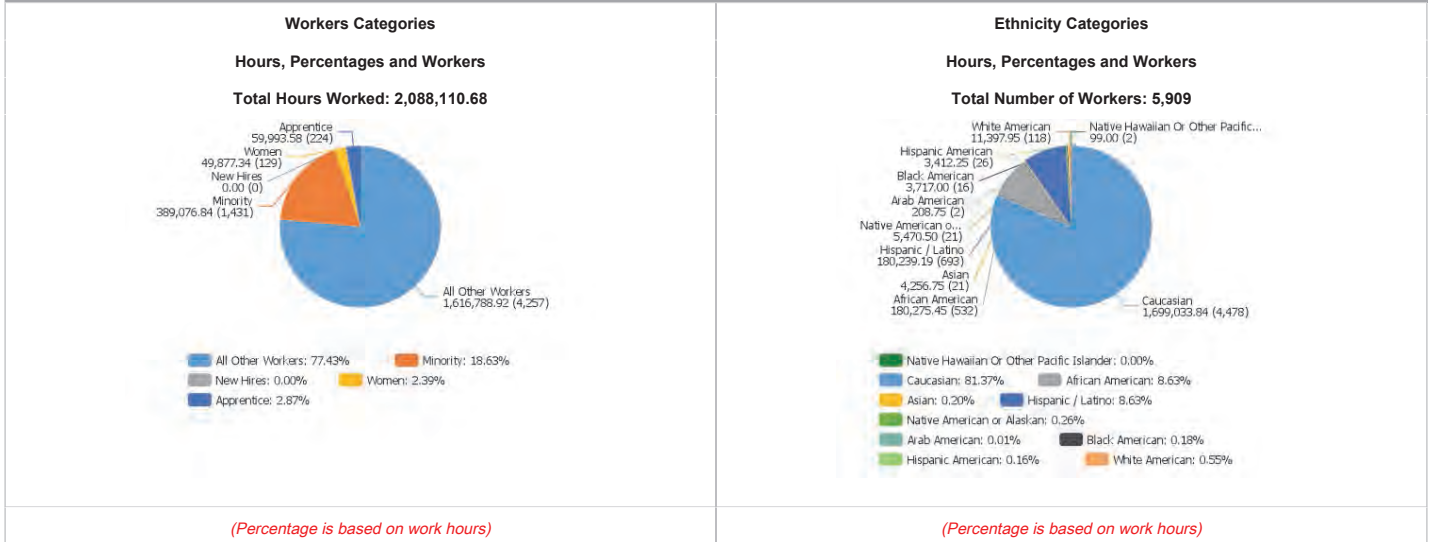 Workers Categories
Hours, Percentages and Workers
Total Hours Worked: 2,088,110.68
Apprentice
59,993.58 (224)
Women
49,877.34 (129)
New Hires
0.00 (0)
Minority
389,076.84 (1,431)
All Other Workers
1,616,788.92 (4,257)
All Other Workers: 77.43%
Minority: 18.63%
New Hires: 0.00%
Women: 2.39%
Apprentice: 2.87%
(Percentage is based on work hours)
Ethnicity Categories
Hours, Percentages and Workers
Total Number of Workers: 5,909
White American
11,397.95 (118)
Native Hawaiian Or Other Pacific...
99.00 (2)
Hispanic American
3,412.25 (26)
Black American
3,717.00 (16)
Arab American
208.75 (2)
Native American o...
5,470.50 (21)
Hispanic / Latino
180,239.19 (693)
Asian
4,256.75 (21)
African American
180,275.45 (532)
Caucasian
1,699,033.84 (4,478)
Native Hawaiian Or Other Pacific Islander: 0.00%
Caucasian: 81.37%
African American: 8.63%
Asian: 0.20%
Hispanic / Latino: 8.63%
Native American or Alaskan: 0.26%
Arab American: 0.01%
Black American: 0.18%
Hispanic American: 0.16%
White American: 0.55%
(Percentage is based on work hours)